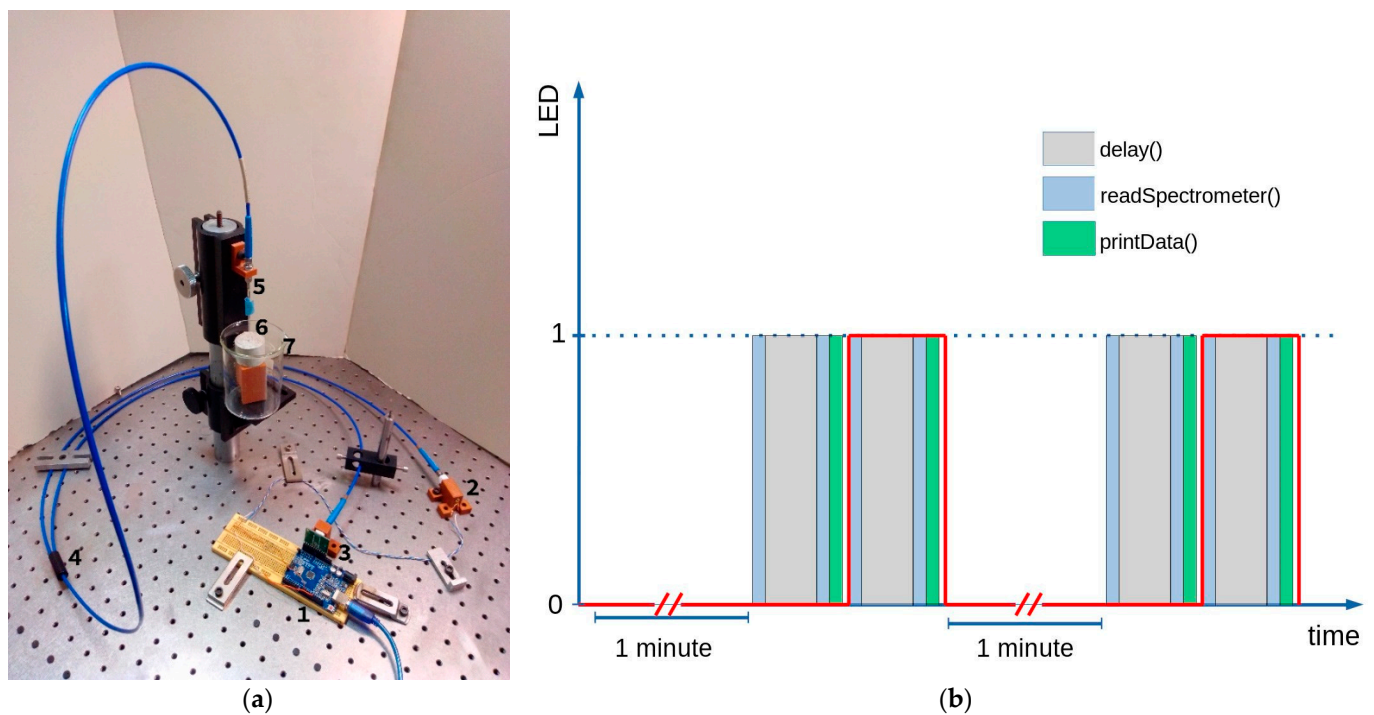 5
6
7
2
4
3
1
LED
delay()
readSpectrometer()
printData()
1
0
1 minute
1 minute
time
(a)
(b)